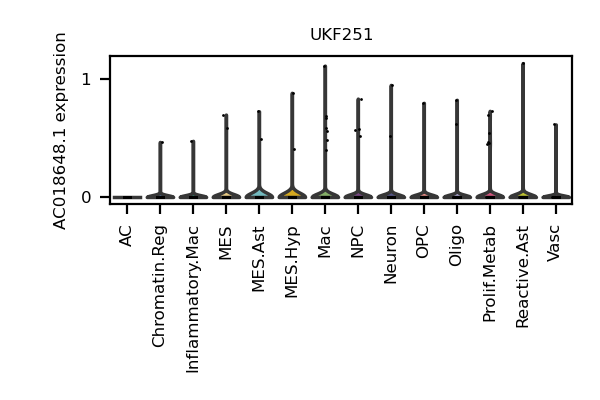 UKF251
AC018648.1 expression
1
0
AC
Chromatin.Reg
Inflammatory.Mac
MES
MES.Ast
MES.Hyp
Mac
NPC
Neuron
OPC
Oligo
Prolif.Metab
Reactive.Ast
Vasc